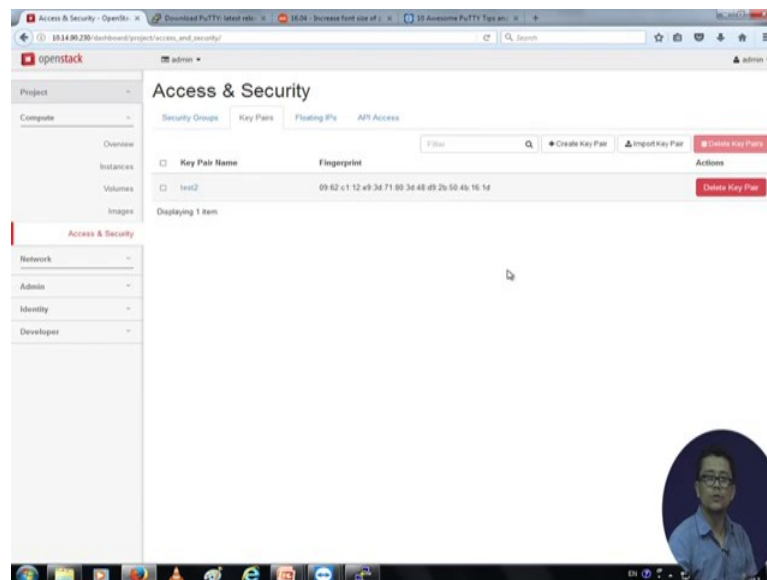 Access & Security - OpenSta
Download PuTTY: latest rele
16.04 - Increase font size of
10 Awesome PuTTY Tips an
10.14.90.230/dashboard/project/access_and_security/
Search
openstack
admin
admin
Project
Access & Security
Compute
Security Groups
Key Pairs
Floating IPs
API Access
Overview
Filter
Create Key Pair
Import Key Pair
Delete Key Pairs
Key Pair Name
Fingerprint
Actions
Instances
Volumes
test2
Delete Key Pair
Images
Displaying 1 item
Access & Security
Network
Admin
Identity
Developer
EN